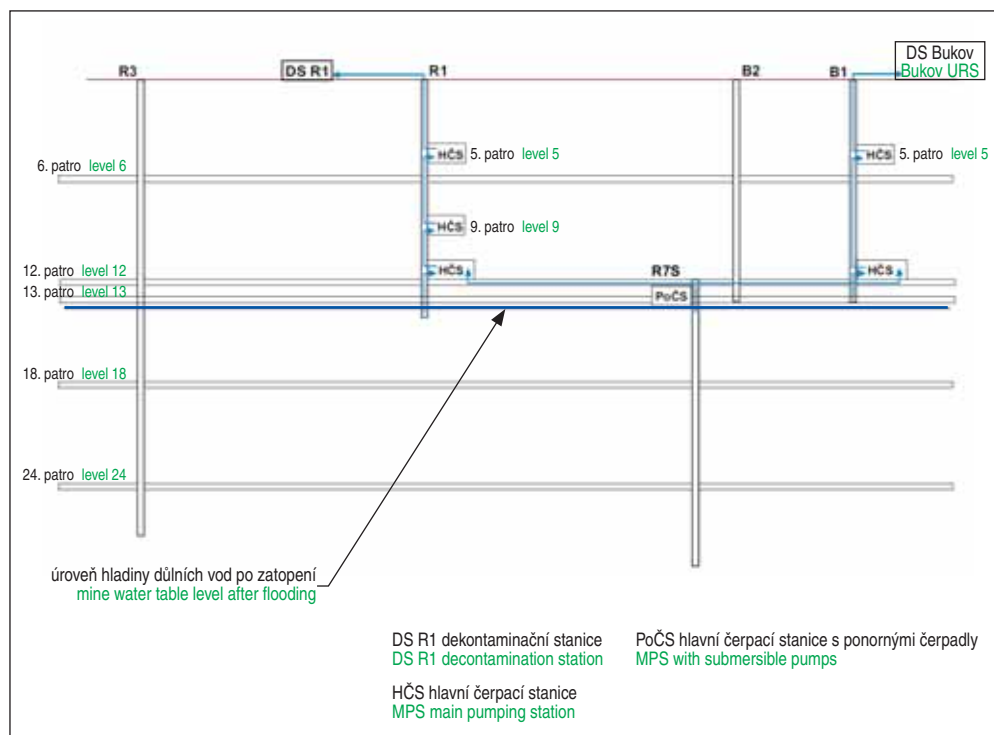 DS Bukov
Bukov URS
R3
DS R1
R1
B2
B1
HČS 5. patro level 5
HČS 5. patro level 5
6. patro level 6
HČS 9. patro level 9
12. patro level 12
HČS
R7S
HČS
13. patro level 13
PoČS
18. patro level 18
24. patro level 24
úroveň hladiny důlních vod po zatopení
mine water table level after flooding
DS R1 dekontaminační stanice
DS R1 decontamination station
PoČS hlavní čerpací stanice s ponornými čerpadly
MPS with submersible pumps
HČS hlavní čerpací stanice
MPS main pumping station